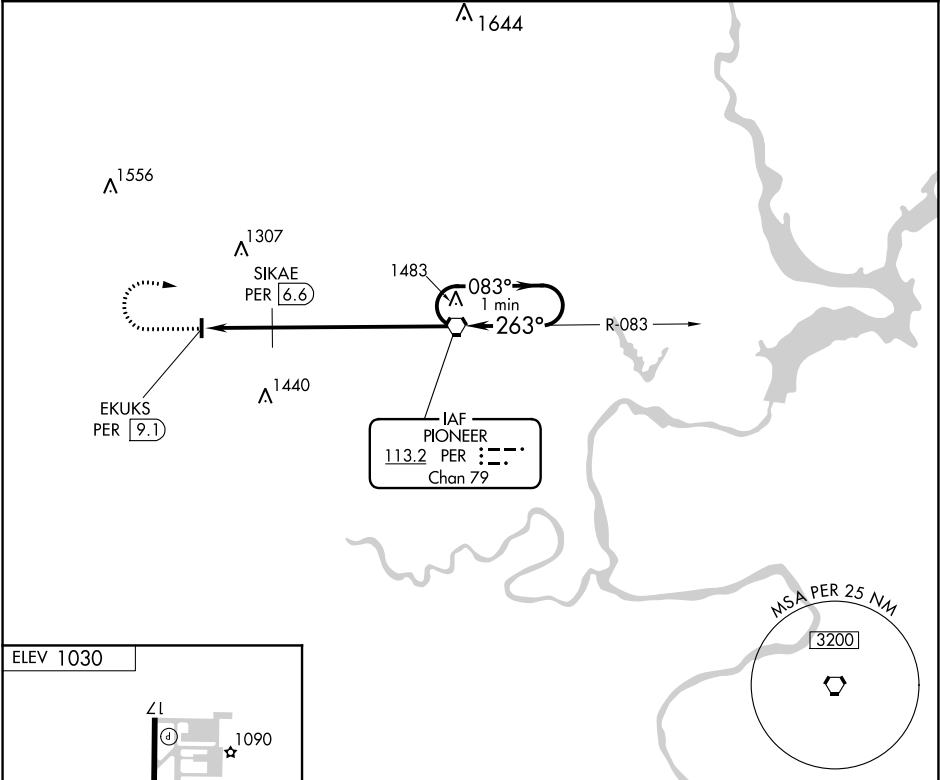 1644
1556
1307
SIKAE
PER 6.6
1483
083°
1 min
263°
R-083
1440
EKUKS
PER 9.1
IAF
PIONEER
113.2 PER
Chan 79
MSA PER 25 NM
3200
ELEV 1030
17
P
1090